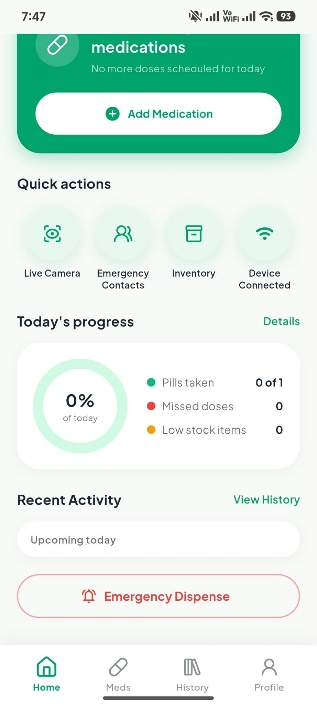 7:47
Vo
WiFi
93
medications
No more doses scheduled for today
Add Medication
Quick actions
Live Camera
Emergency
Contacts
Inventory
Device
Connected
Today's progress
Details
0%
of today
Pills taken
0 of 1
Missed doses
0
Low stock items
0
Recent Activity
View History
Upcoming today
Emergency Dispense
Home
Meds
History
Profile